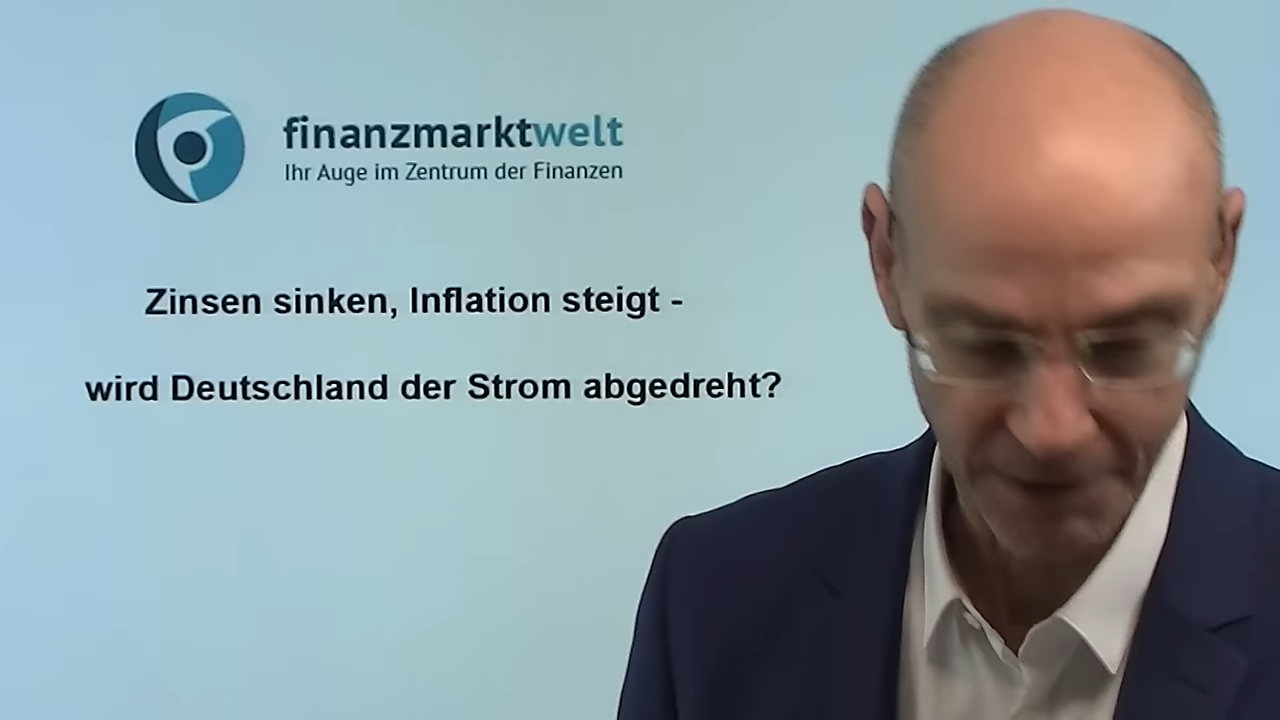 finanzmarktwelt
Ihr Auge im Zentrum der Finanzen
Zinsen sinken, Inflation steigt -
wird Deutschland der Strom abgedreht?